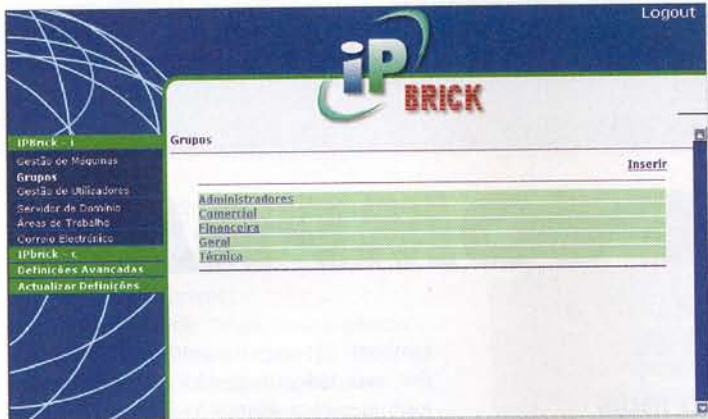 Logout
iP
BRICK
IPBrick - i
Gestão de Máquinas
Grupos
Gestão de Utilizadores
Servidor de Domínio
Áreas de Trabalho
Correio Electrónico
IPbrick - c
Definições Avançadas
Actualizar Definições
Grupos
Inserir
Administradores
Comercial
Financeira
Geral
Técnica